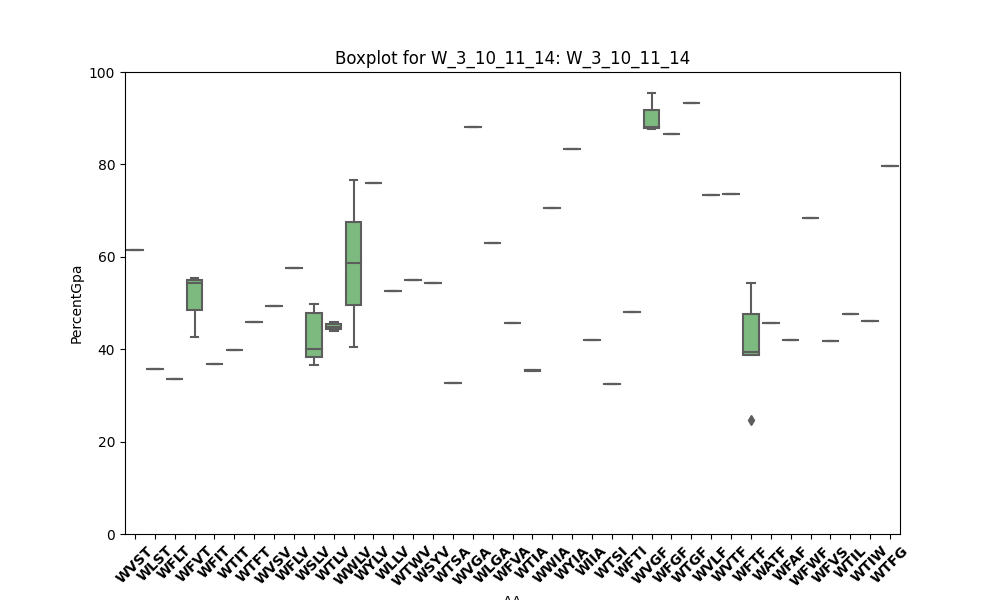 Boxplot for W_3_10_11_14: W_3_10_11_14
PercentGpa
100
80
60
40
20
0
WVST
WLST
WFLT
WFVT
WFIT
WTIT
WTFT
WVSV
WFLV
WSLV
WTLV
WWLV
WYLV
WLLV
WTWV
WSYV
WTSA
WVGA
WLGA
WFVA
WTIA
WWIA
WYIA
WIIA
WTSI
WFTI
WVGF
WFGF
WTGF
WVLF
WVTF
WFTF
WATF
WFAF
WFWF
WFVS
WTIL
WTIW
WTFG
AA